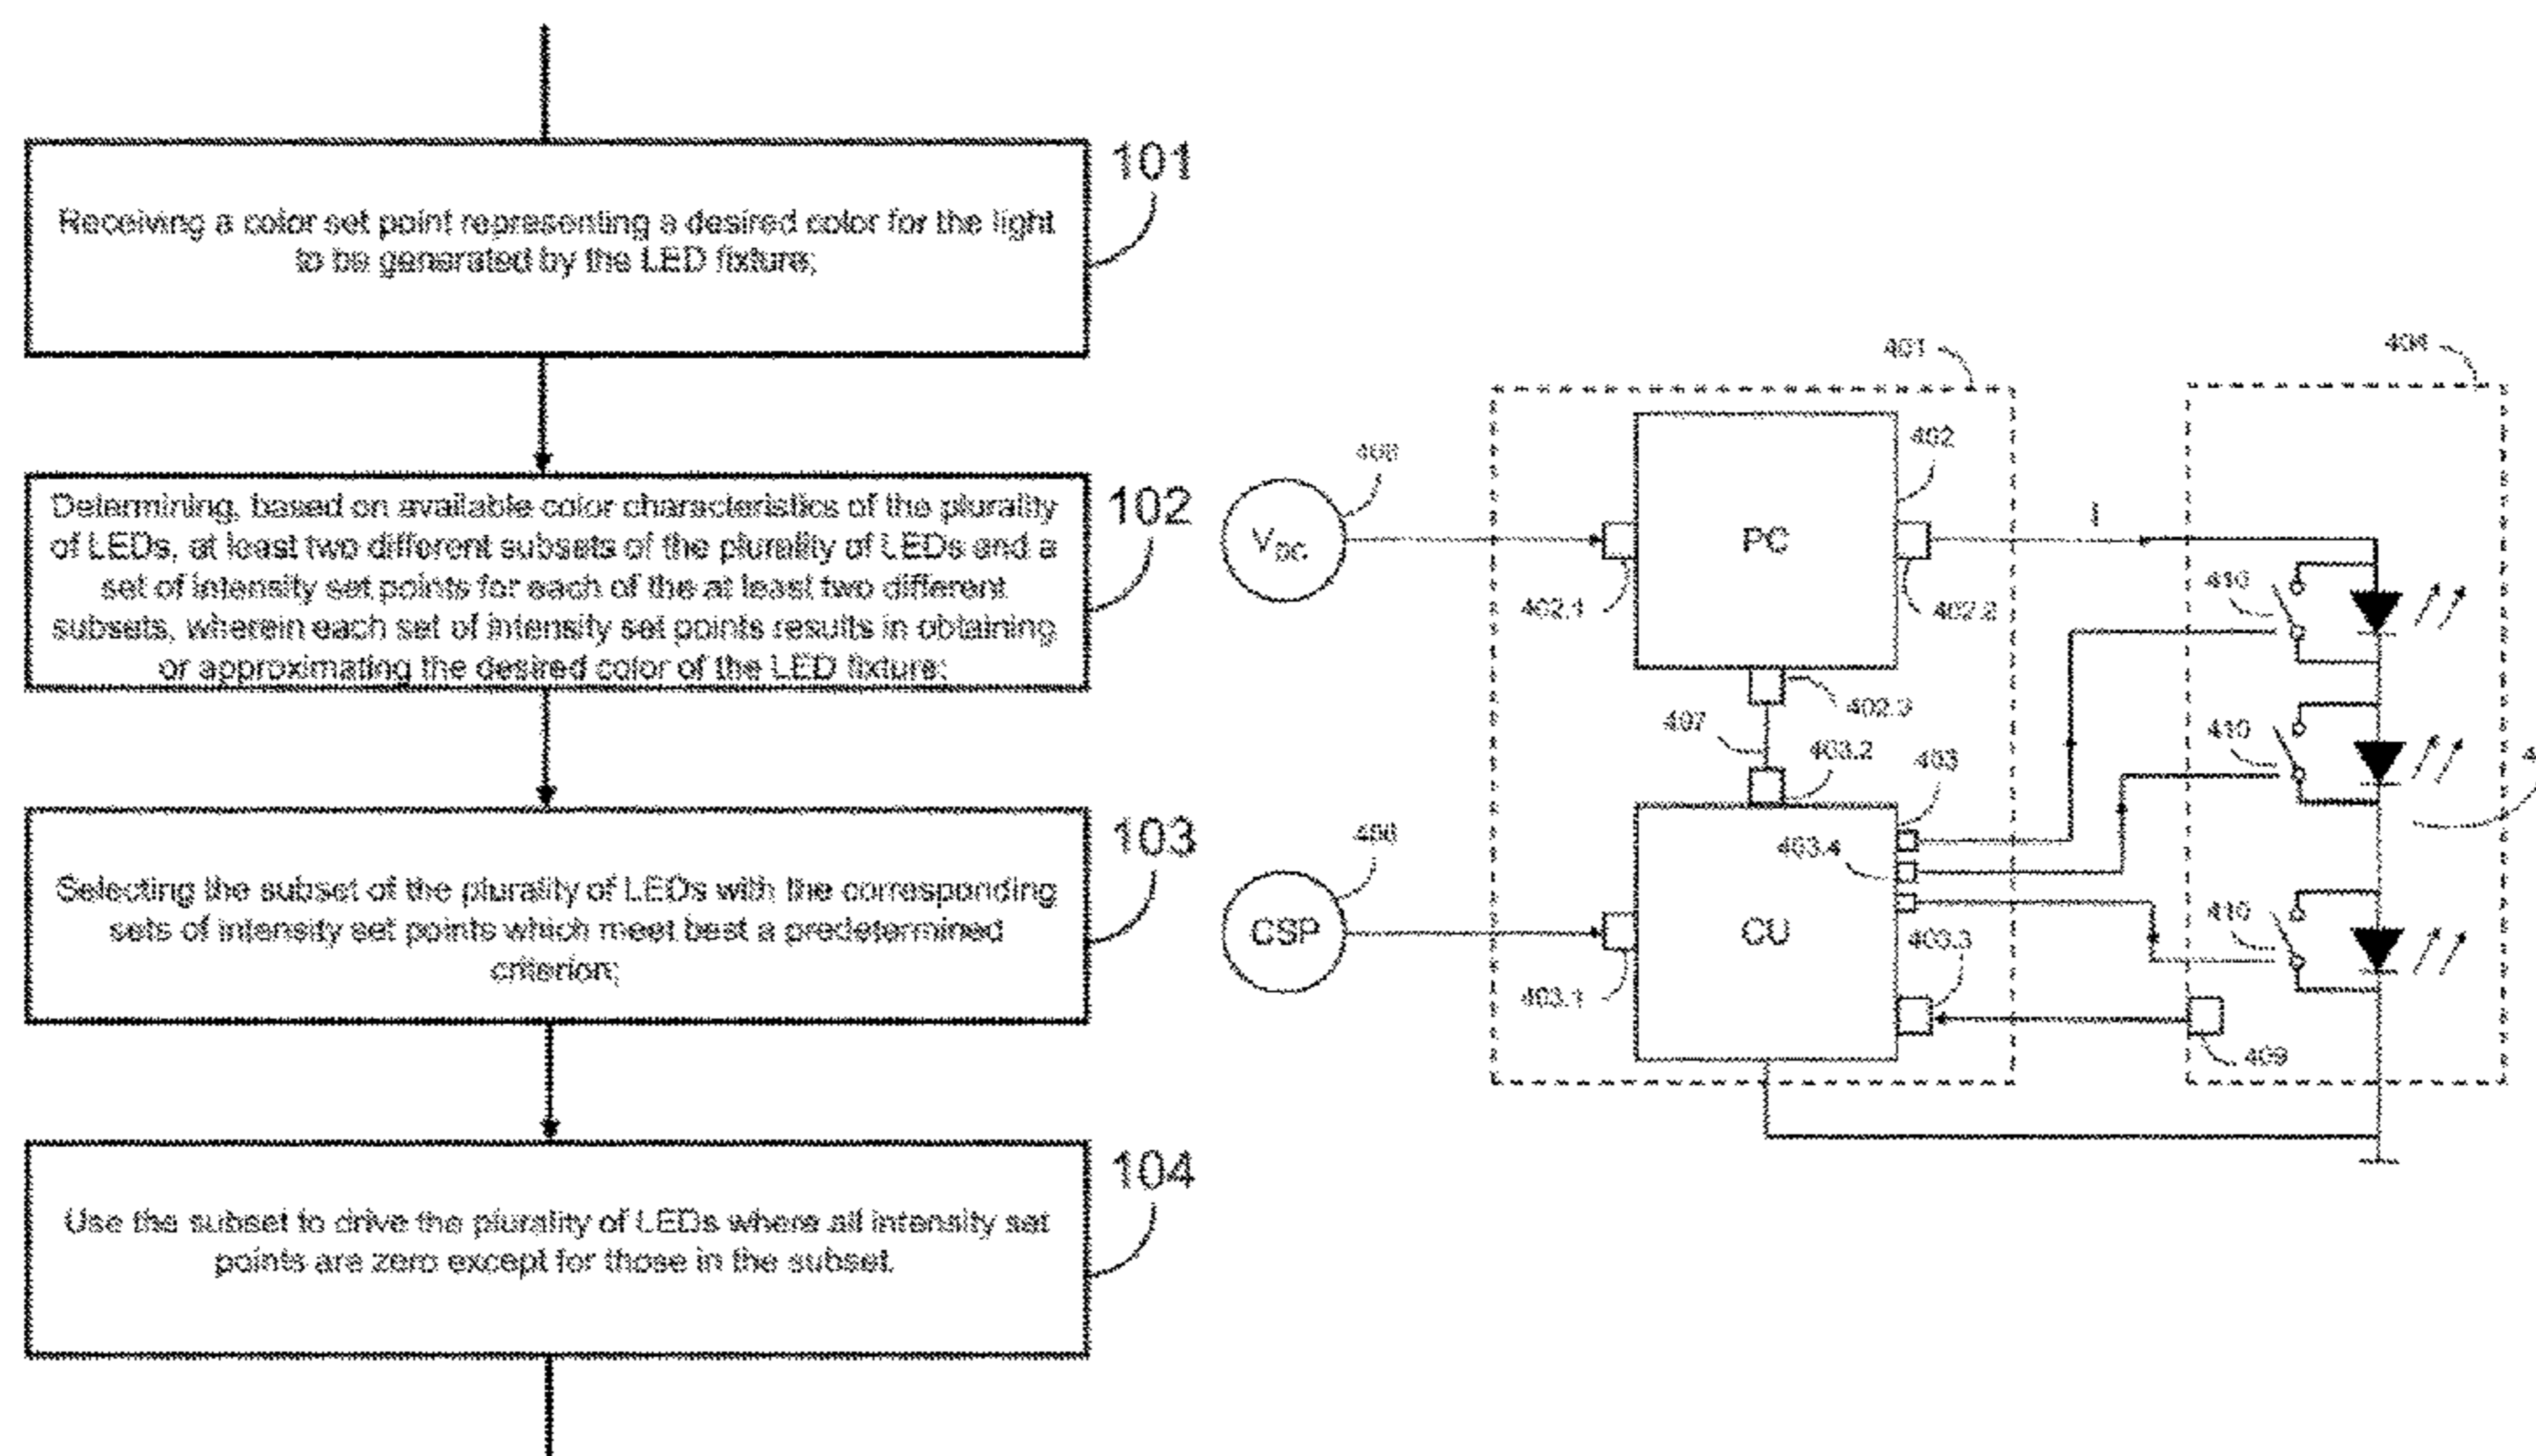 101
Receiving a color set point representing a desired color for the light
to be generated by the LED fixture;
102
Determining, based on available color characteristics of the plurality
of LEDs, at least two different subsets of the plurality of LEDs and a
set of intensity set points for each of the at least two different
subsets, wherein each set of intensity set points results in obtaining
or approximating the desired color of the LED fixture;
103
Selecting the subset of the plurality of LEDs with the corresponding
sets of intensity set points which meet best a predetermined
criterion;
104
Use the subset to drive the plurality of LEDs where all intensity set
points are zero except for those in the subset.
401
402
VDC
PC
I
402.1
402.2
410
402.3
407
403.2
403
410
403.4
CSP
CU
403.3
410
403.1
409